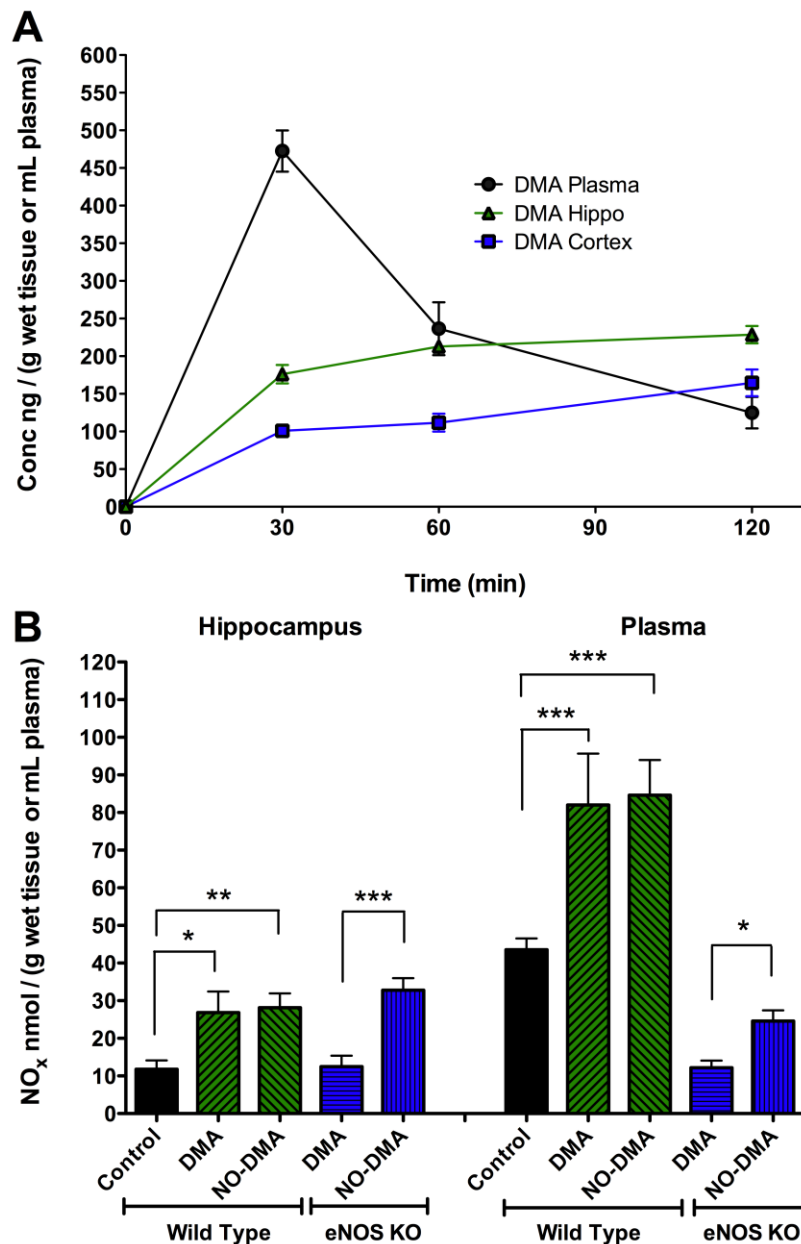 A
Conc ng / (g wet tissue or mL plasma)
600
550
500
450
400
350
300
250
200
150
100
50
0
DMA Plasma
DMA Hippo
DMA Cortex
0 30 60 90 120
Time (min)
B
Hippocampus Plasma
NOx nmol / (g wet tissue or mL plasma)
120
110
100
90
80
70
60
50
40
30
20
10
0
* ** *** *** *** *
Control DMA NO-DMA DMA NO-DMA Control DMA NO-DMA DMA NO-DMA
Wild Type eNOS KO Wild Type eNOS KO